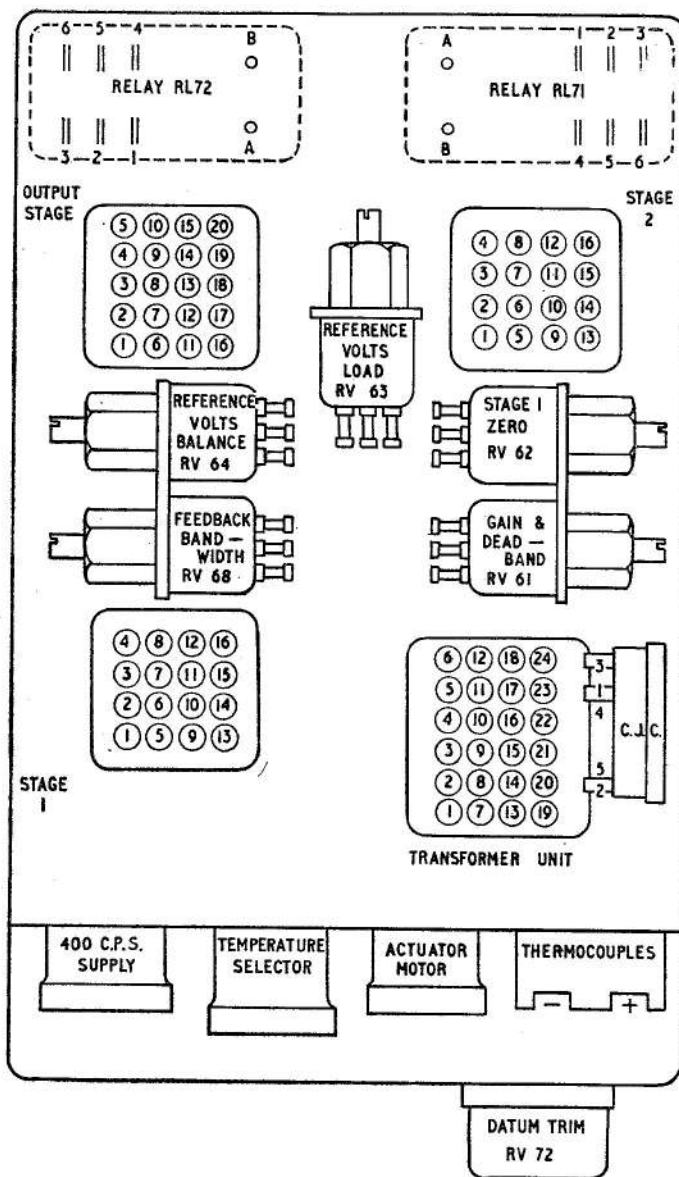 6 5 4 B
RELAY RL72
3 - 2 - 1 A
A 1 2 3
RELAY RL71
B 4 - 5 - 6
OUTPUT
STAGE
5 10 15 20
4 9 14 19
3 8 13 18
2 7 12 17
1 6 11 16
REFERENCE
VOLTS
LOAD
RV 63
STAGE
2
4 8 12 16
3 7 11 15
2 6 10 14
1 5 9 13
REFERENCE
VOLTS
BALANCE
RV 64
STAGE 1
ZERO
RV 62
FEEDBACK
BAND —
WIDTH
RV 68
GAIN &
DEAD —
BAND
RV 61
4 8 12 16
3 7 11 15
2 6 10 14
1 5 9 13
STAGE
1
6 12 18 24
5 11 17 23
4 10 16 22
3 9 15 21
2 8 14 20
1 7 13 19
3
1
4
5
2
C.J.C.
TRANSFORMER UNIT
400 C.P.S.
SUPPLY
TEMPERATURE
SELECTOR
ACTUATOR
MOTOR
THERMOCOUPLES
− +
DATUM TRIM
RV 72